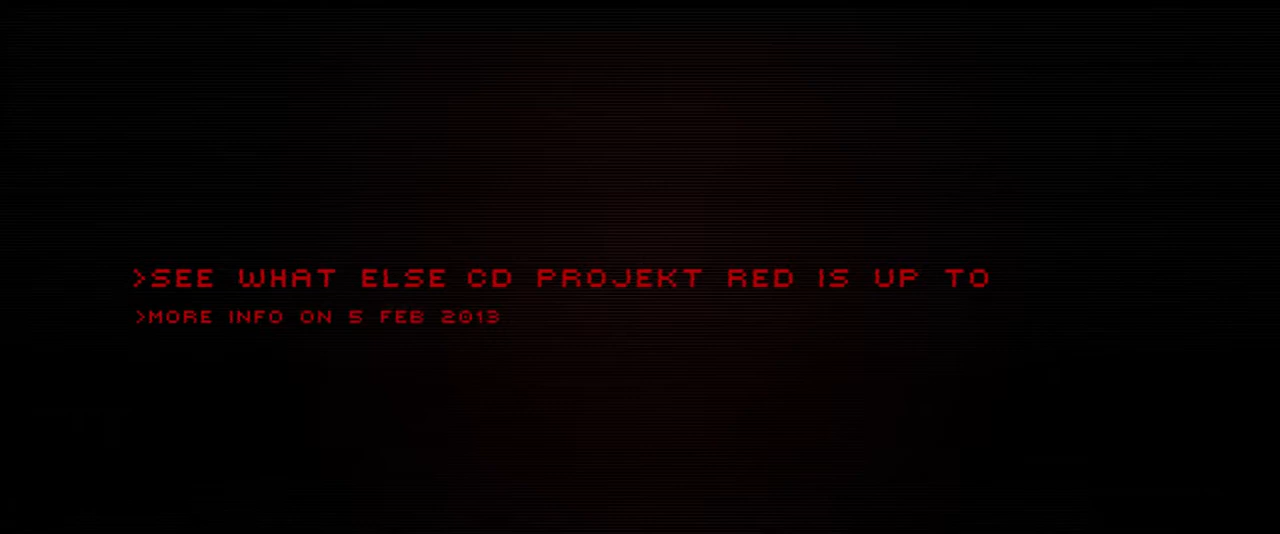 >SEE WHAT ELSE CD PROJEKT RED IS UP TO
>MORE INFO ON 5 FEB 2013